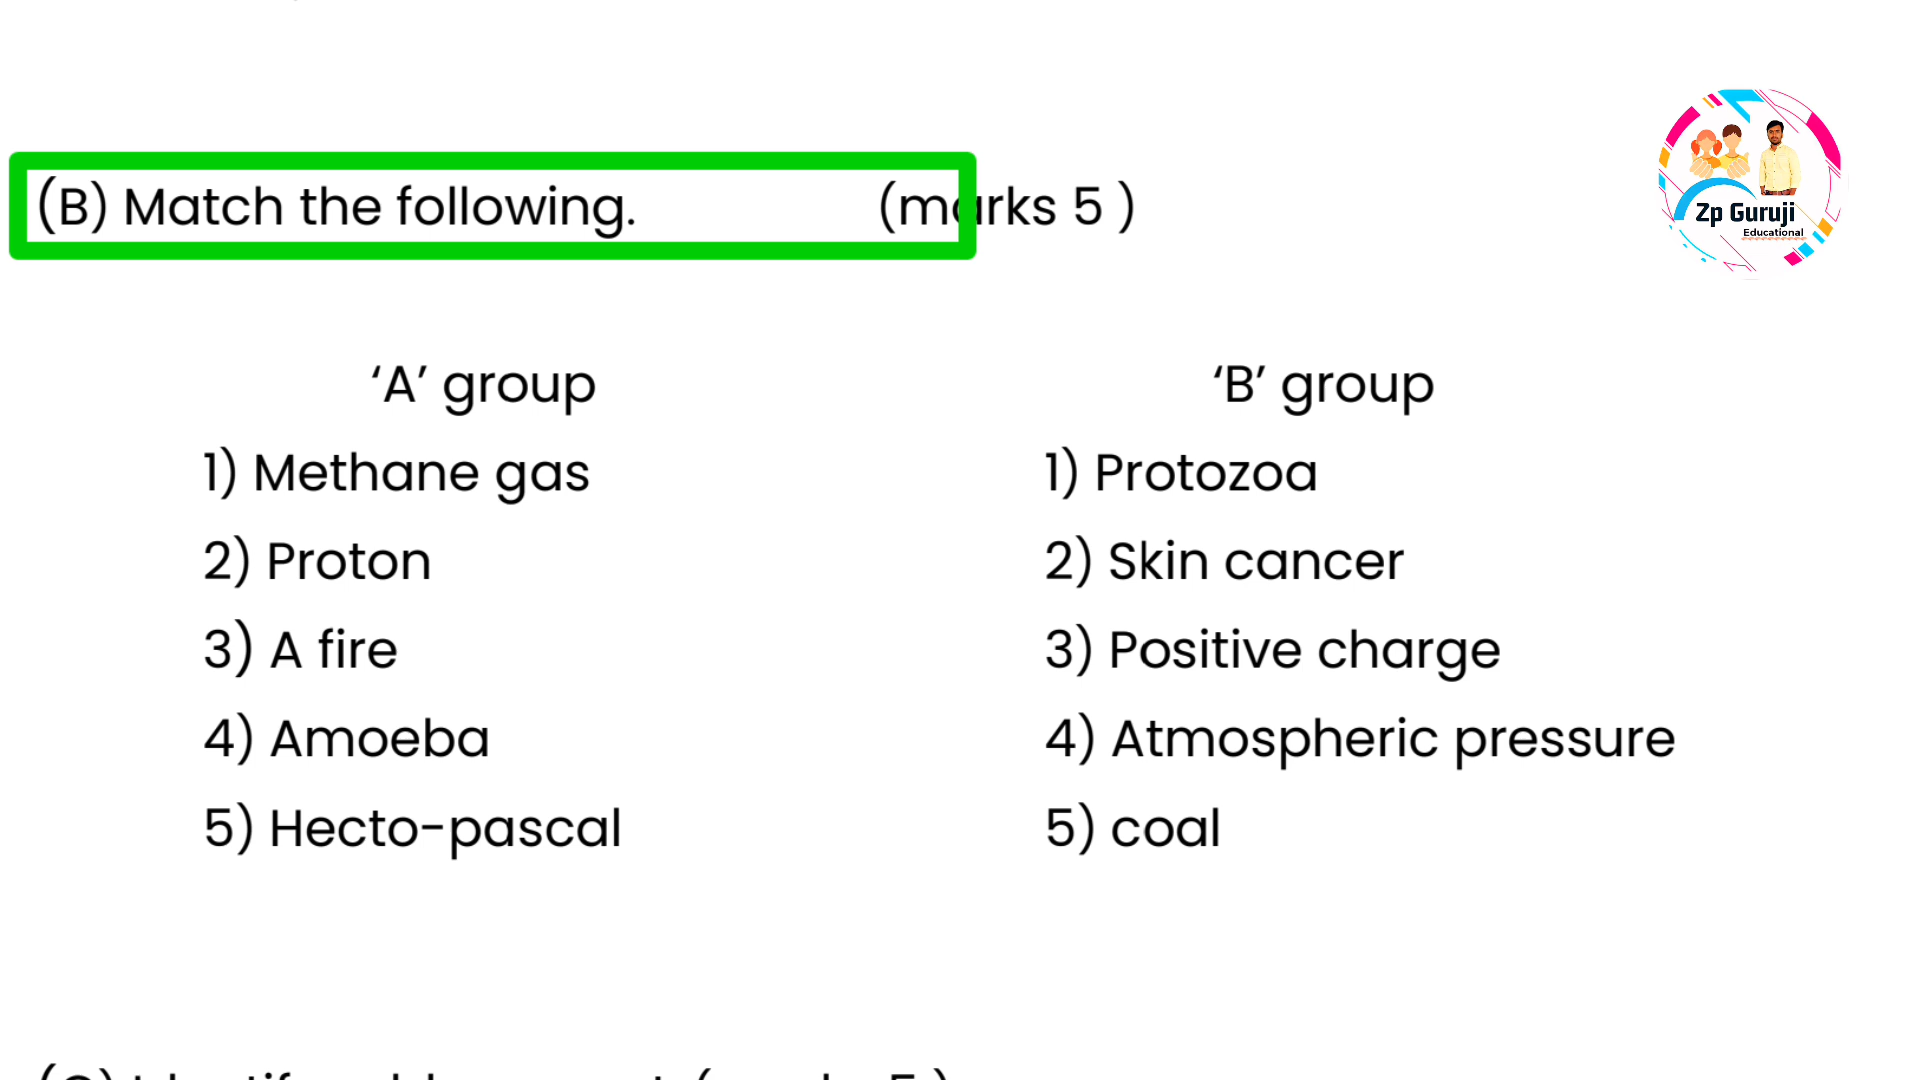 (B) Match the following. (marks 5 )
Zp Guruji
Educational
‘A’ group ‘B’ group
1) Methane gas 1) Protozoa
2) Proton 2) Skin cancer
3) A fire 3) Positive charge
4) Amoeba 4) Atmospheric pressure
5) Hecto-pascal 5) coal